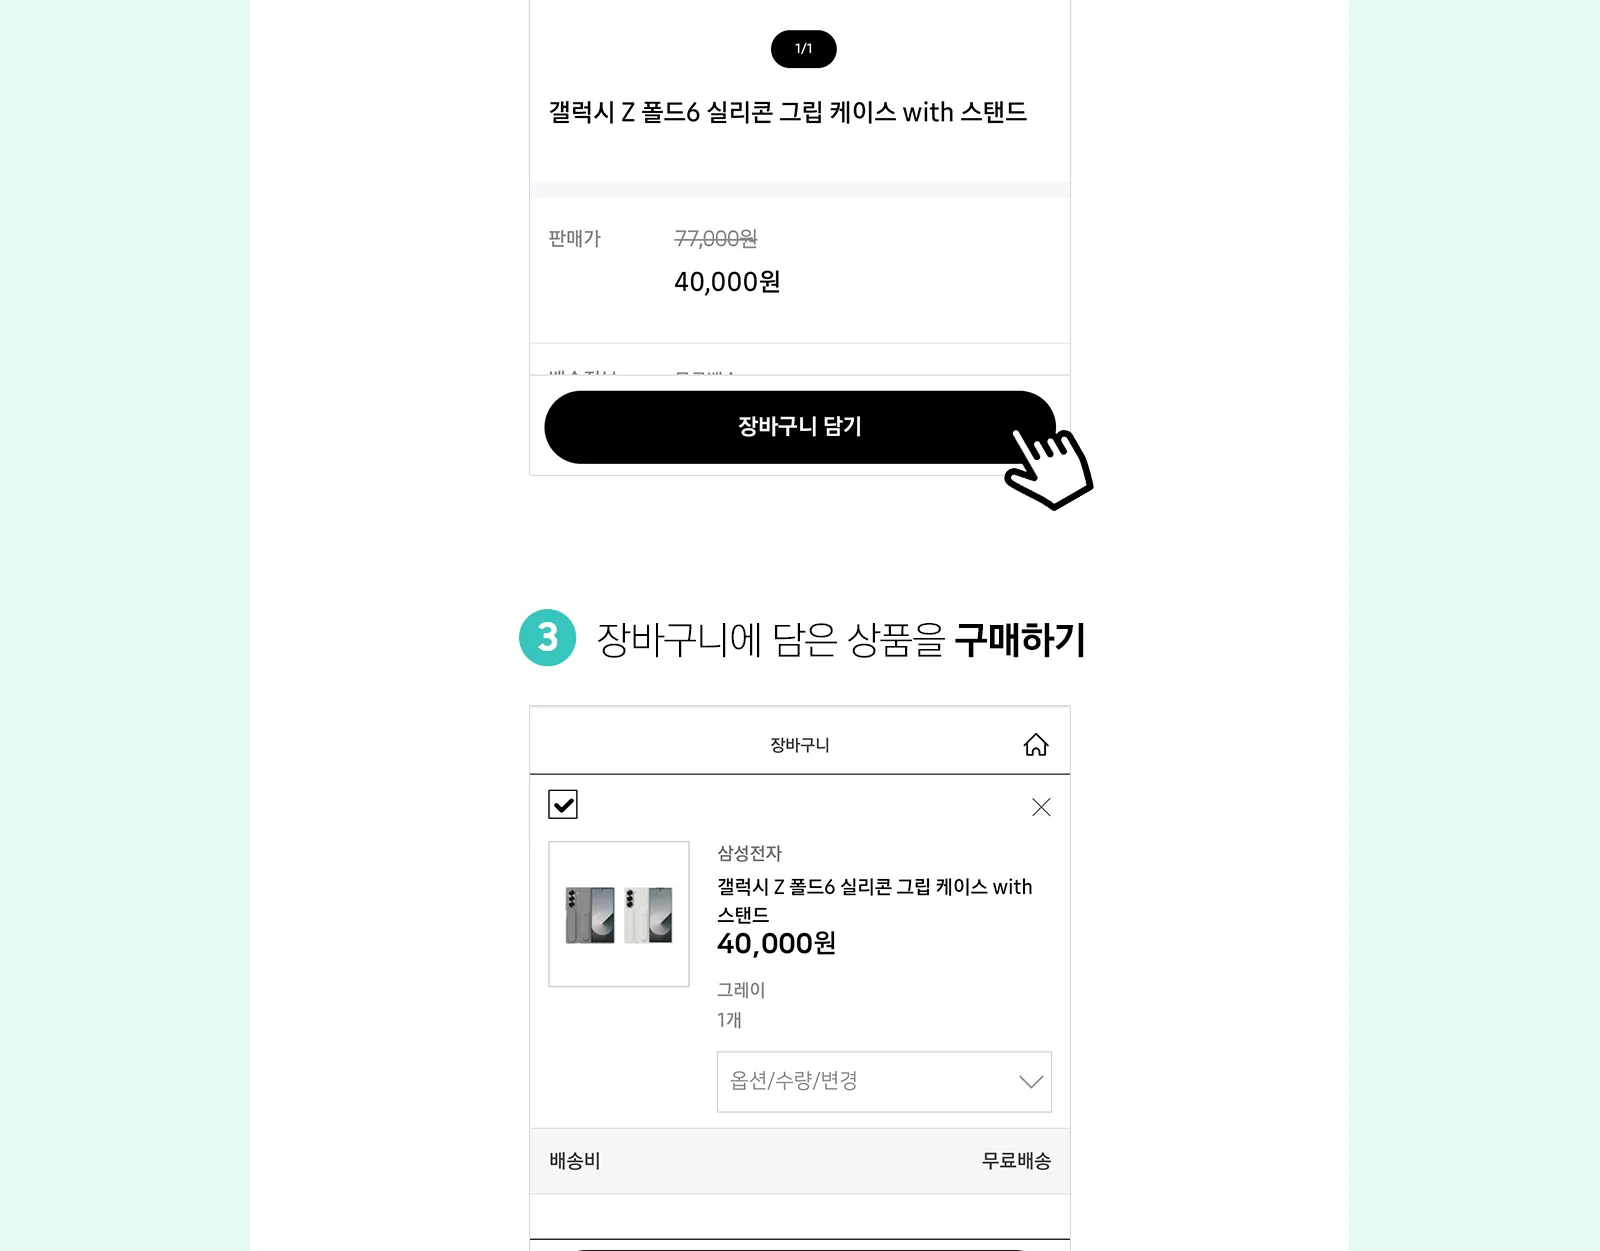 1/1
갤럭시 Z 폴드6 실리콘 그립 케이스 with 스탠드
판매가 77,000원
40,000원
장바구니 담기
3 장바구니에 담은 상품을 구매하기
장바구니
삼성전자
갤럭시 Z 폴드6 실리콘 그립 케이스 with
스탠드
40,000원
그레이
1개
옵션/수량/변경
배송비 무료배송